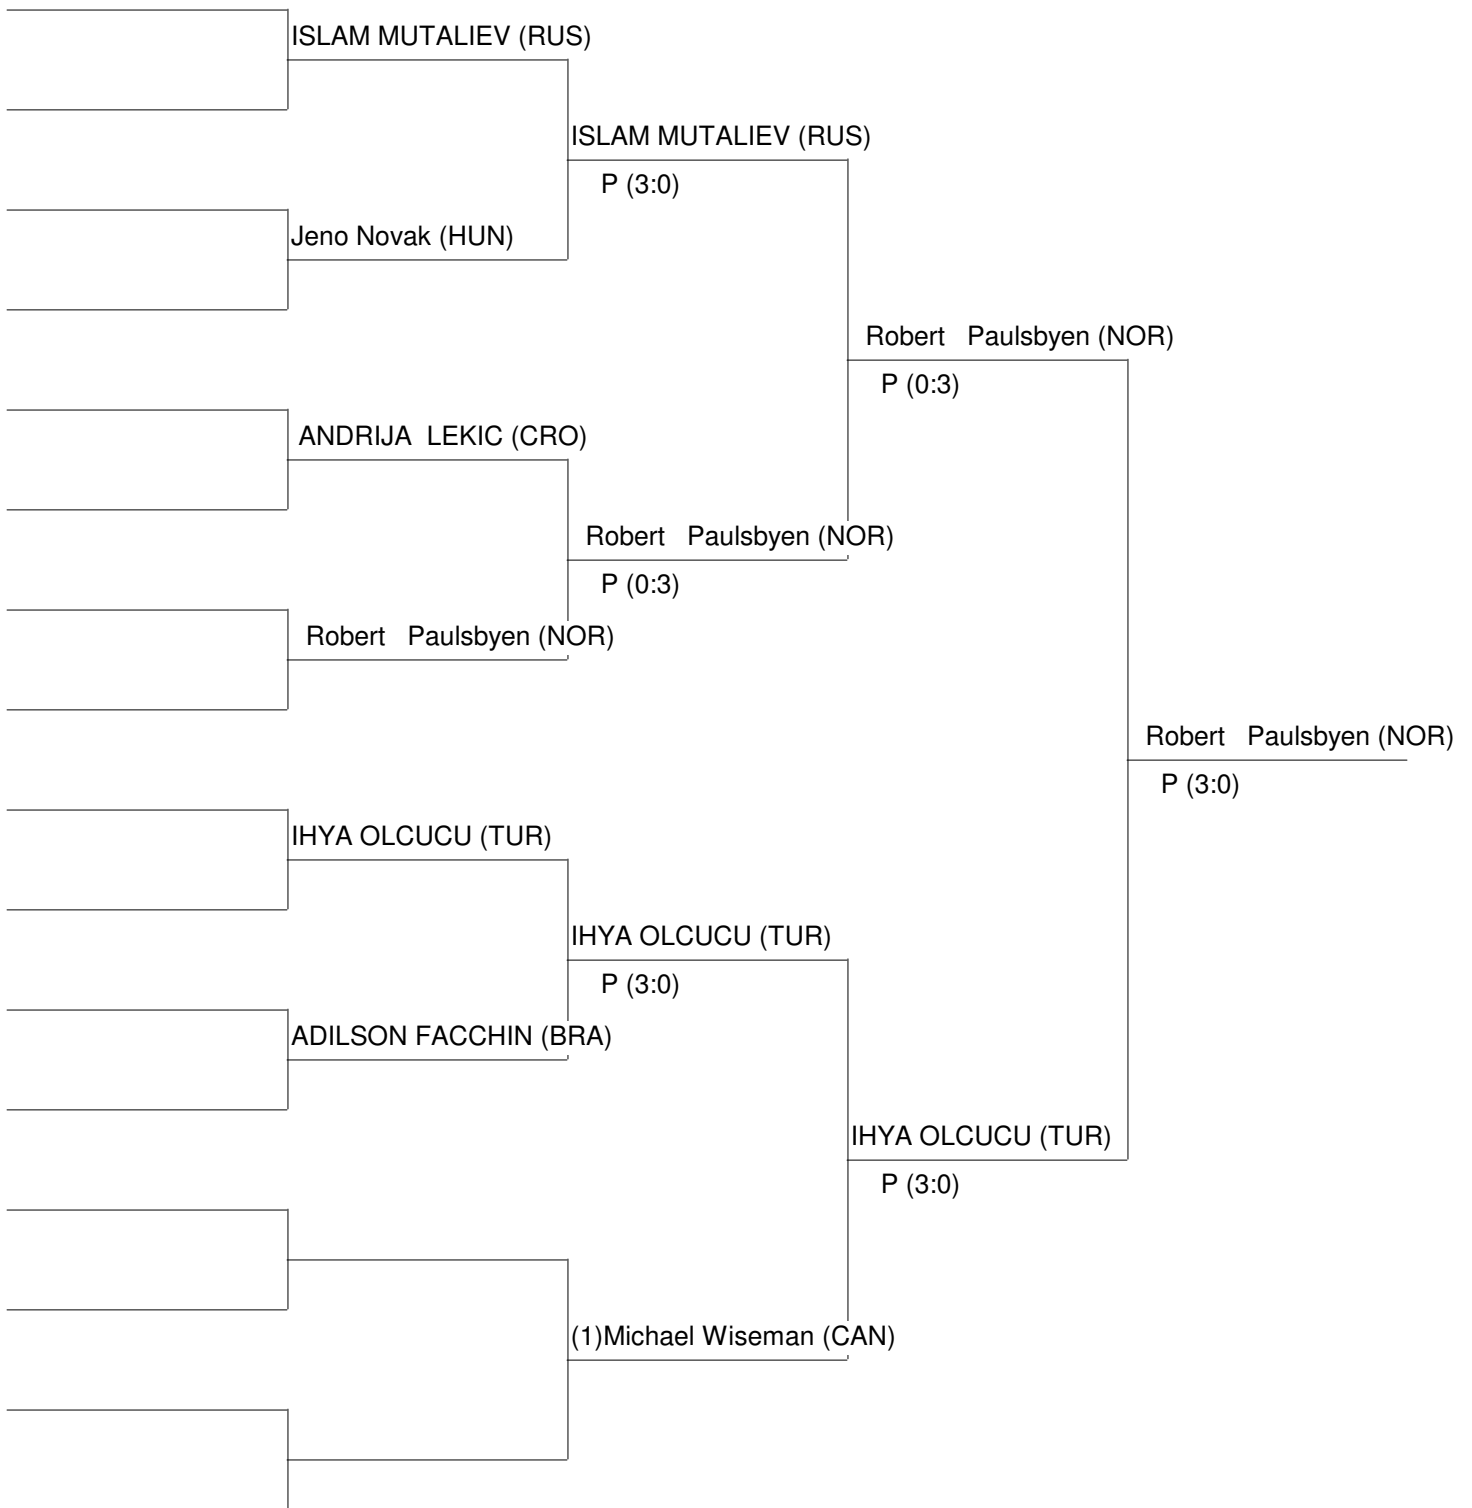 ISLAM MUTALIEV (RUS)
ISLAM MUTALIEV (RUS)
P (3:0)
Jeno Novak (HUN)
Robert Paulsbyen (NOR)
P (0:3)
ANDRIJA LEKIC (CRO)
Robert Paulsbyen (NOR)
P (0:3)
Robert Paulsbyen (NOR)
Robert Paulsbyen (NOR)
P (3:0)
IHYA OLCUCU (TUR)
IHYA OLCUCU (TUR)
P (3:0)
ADILSON FACCHIN (BRA)
IHYA OLCUCU (TUR)
P (3:0)
(1)Michael Wiseman (CAN)